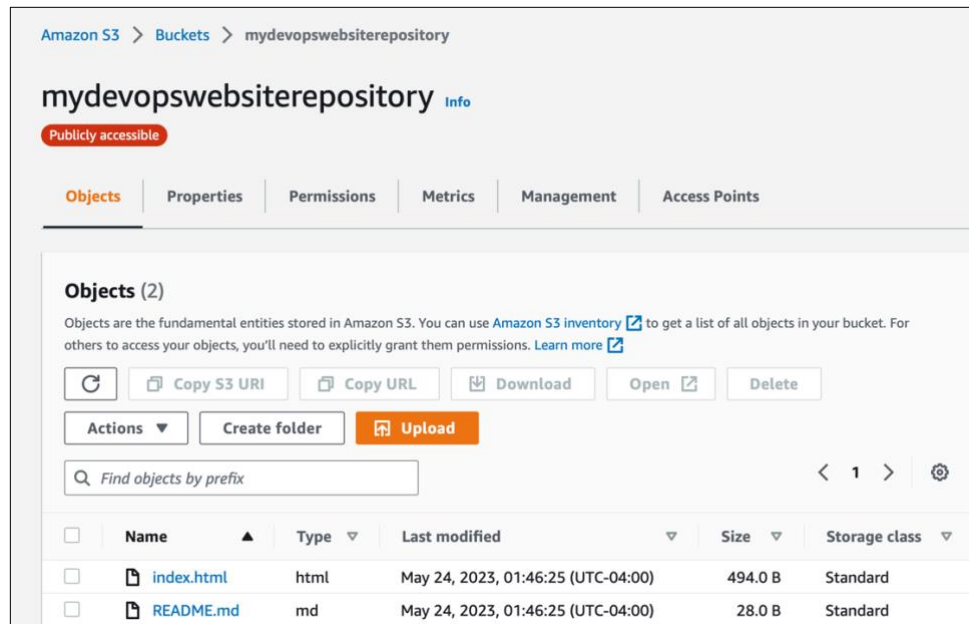 Amazon S3 > Buckets > mydevopswebsiterepository
mydevopswebsiterepository Info
Publicly accessible
Objects Properties Permissions Metrics Management Access Points
Objects (2)
Objects are the fundamental entities stored in Amazon S3. You can use Amazon S3 inventory to get a list of all objects in your bucket. For
others to access your objects, you'll need to explicitly grant them permissions. Learn more
Copy S3 URI Copy URL Download Open Delete
Actions Create folder Upload
Find objects by prefix < 1 >
Name Type Last modified Size Storage class
index.html html May 24, 2023, 01:46:25 (UTC-04:00) 494.0 B Standard
README.md md May 24, 2023, 01:46:25 (UTC-04:00) 28.0 B Standard